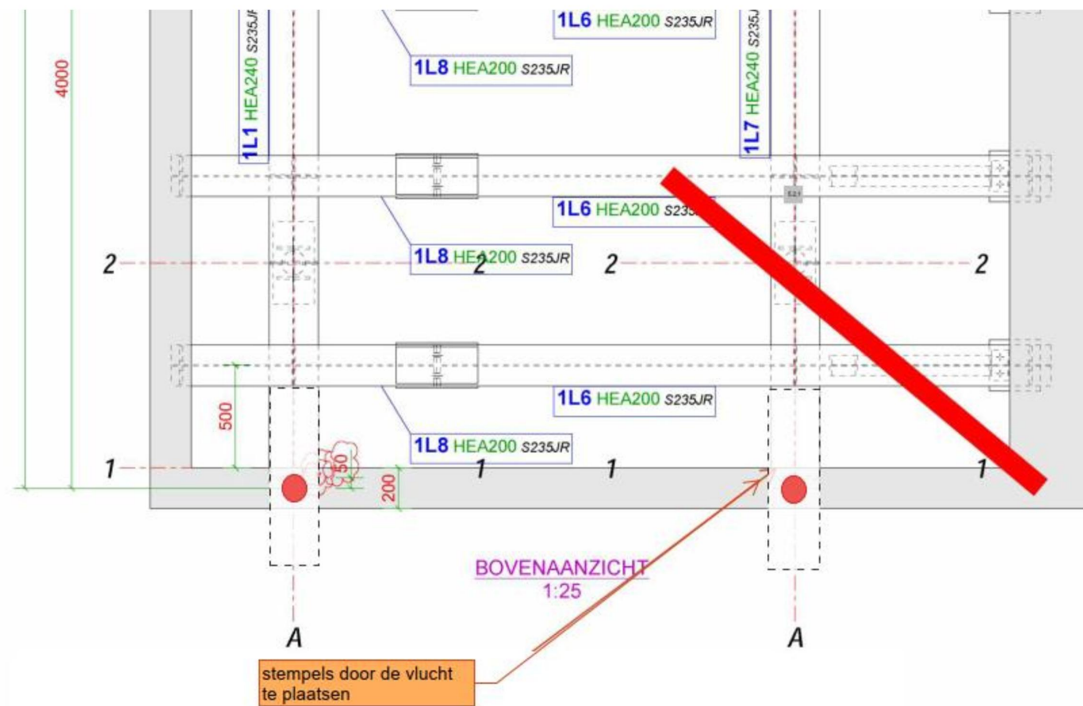 1L6 HEA200 S235JR
4000
1L1 HEA240 S235JR
1L8 HEA200 S235JR
1L7 HEA240 S235JR
1L6 HEA200
1L8 HEA200 S235JR
2
2
2
2
1L6 HEA200 S235JR
500
1L8 HEA200 S235JR
1
50
1
1
1
200
BOVENAANZICHT
1:25
A
A
stempels door de vlucht
te plaatsen